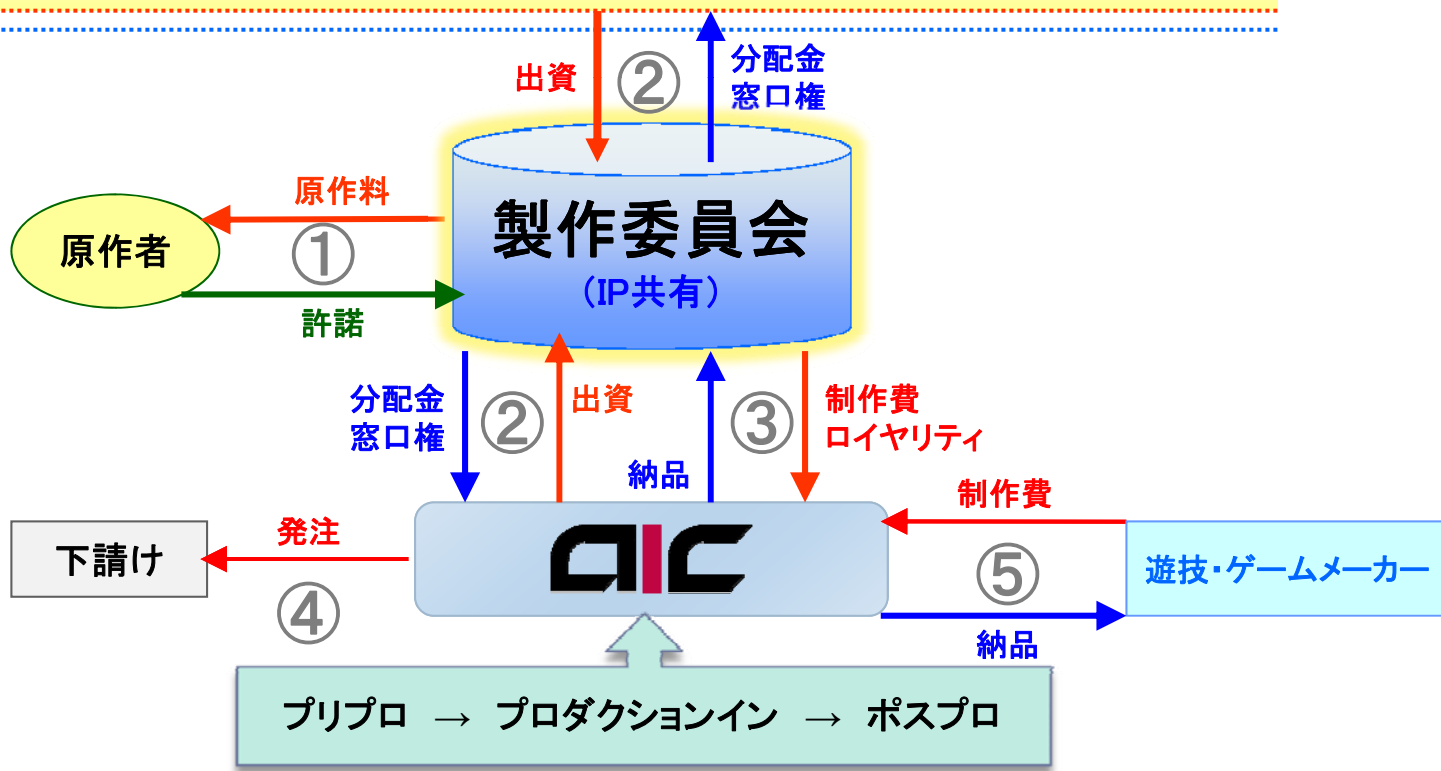 出資
②
分配金
窓口権
原作料
原作者
①
許諾
製作委員会
（IP共有）
分配金
窓口権
②
出資
納品
③
制作費
ロイヤリティ
下請け
発注
④
aic
制作費
⑤
納品
遊技・ゲームメーカー
プリプロ → プロダクションイン → ポスプロ